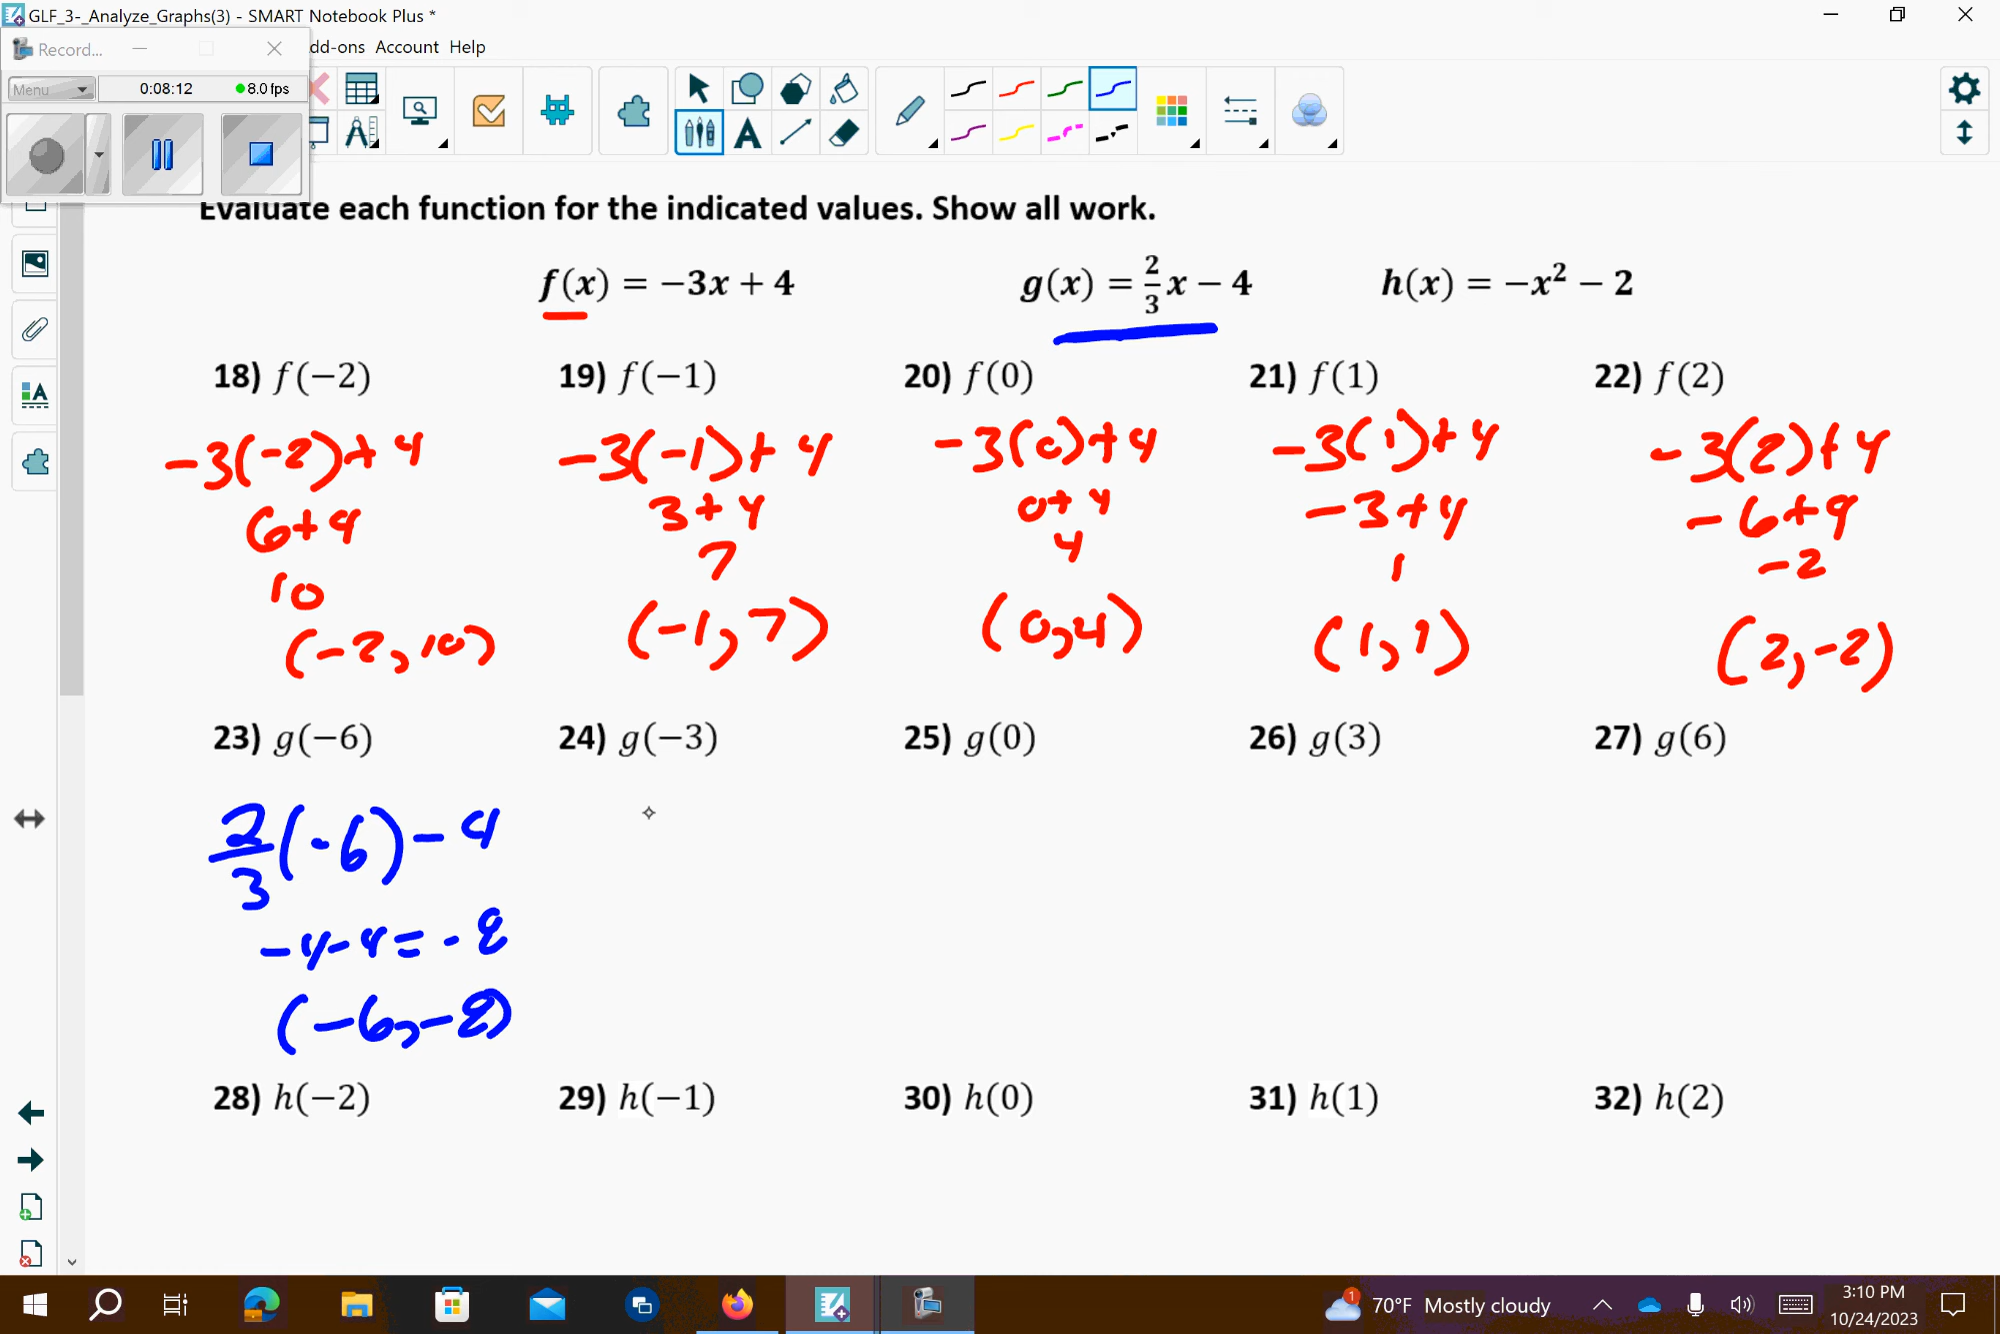 GLF_3-_Analyze_Graphs(3) - SMART Notebook Plus *
Record...
dd-ons Account Help
Menu 0:08:12 8.0 fps
Evaluate each function for the indicated values. Show all work.
f(x) = −3x + 4 g(x) = 2/3 x − 4 h(x) = −x² − 2
18) f(−2) 19) f(−1) 20) f(0) 21) f(1) 22) f(2)
-3(-2)+4 -3(-1)+4 -3(0)+4 -3(1)+4 -3(2)+4
6+4 3+4 0+4 -3+4 -6+4
10 7 4 1 -2
(-2,10) (-1,7) (0,4) (1,1) (2,-2)
23) g(−6) 24) g(−3) 25) g(0) 26) g(3) 27) g(6)
2/3(-6)-4
-4-4=-8
(-6,-8)
28) h(−2) 29) h(−1) 30) h(0) 31) h(1) 32) h(2)
1 70°F Mostly cloudy 3:10 PM
10/24/2023